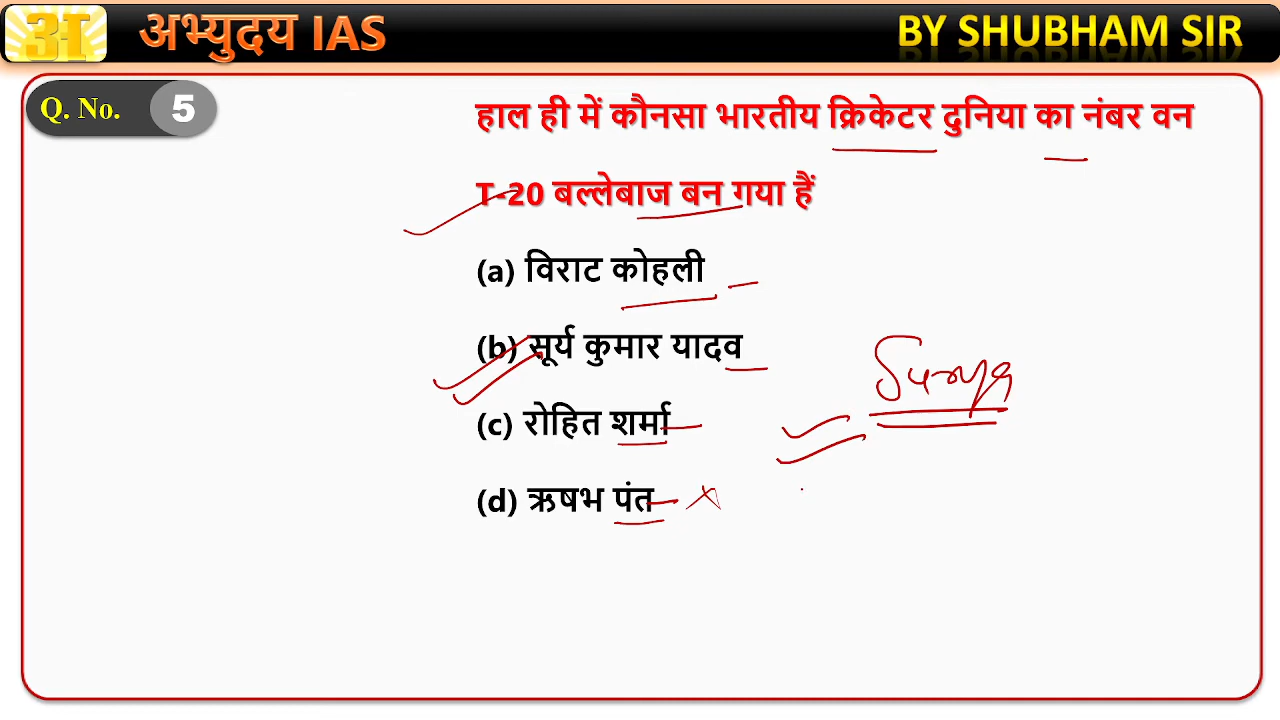 अ
अभ्युदय IAS
BY SHUBHAM SIR
Q. No. 5
हाल ही में कौनसा भारतीय क्रिकेटर दुनिया का नंबर वन
T-20 बल्लेबाज बन गया हैं
(a) विराट कोहली
(b) सूर्य कुमार यादव
(c) रोहित शर्मा
(d) ऋषभ पंत
Surya